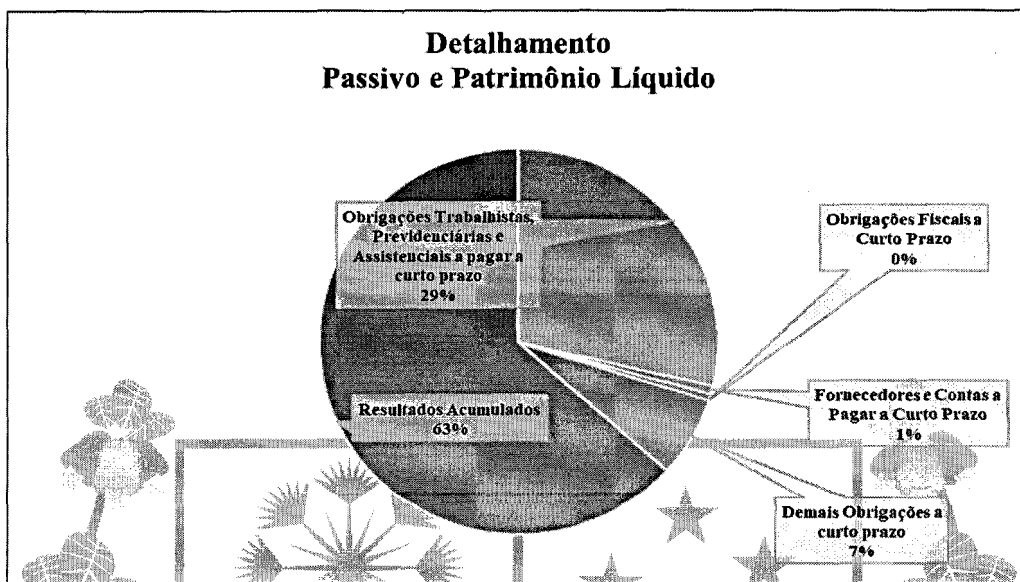 Detalhamento
Passivo e Patrimônio Líquido
Obrigações Trabalhistas,
Previdenciárias e
Assistenciais a pagar a
curto prazo
29%
Obrigações Fiscais a
Curto Prazo
0%
Resultados Acumulados
63%
Fornecedores e Contas a
Pagar a Curto Prazo
1%
Demais Obrigações a
curto prazo
7%